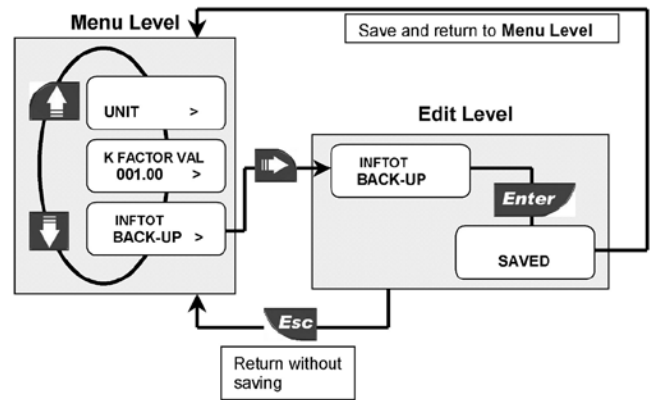 Menu Level
Save and return to Menu Level
UNIT >
Edit Level
K FACTOR VAL
001.00 >
INFTOT
BACK-UP
INFTOT
BACK-UP >
Enter
SAVED
Esc
Return without
saving